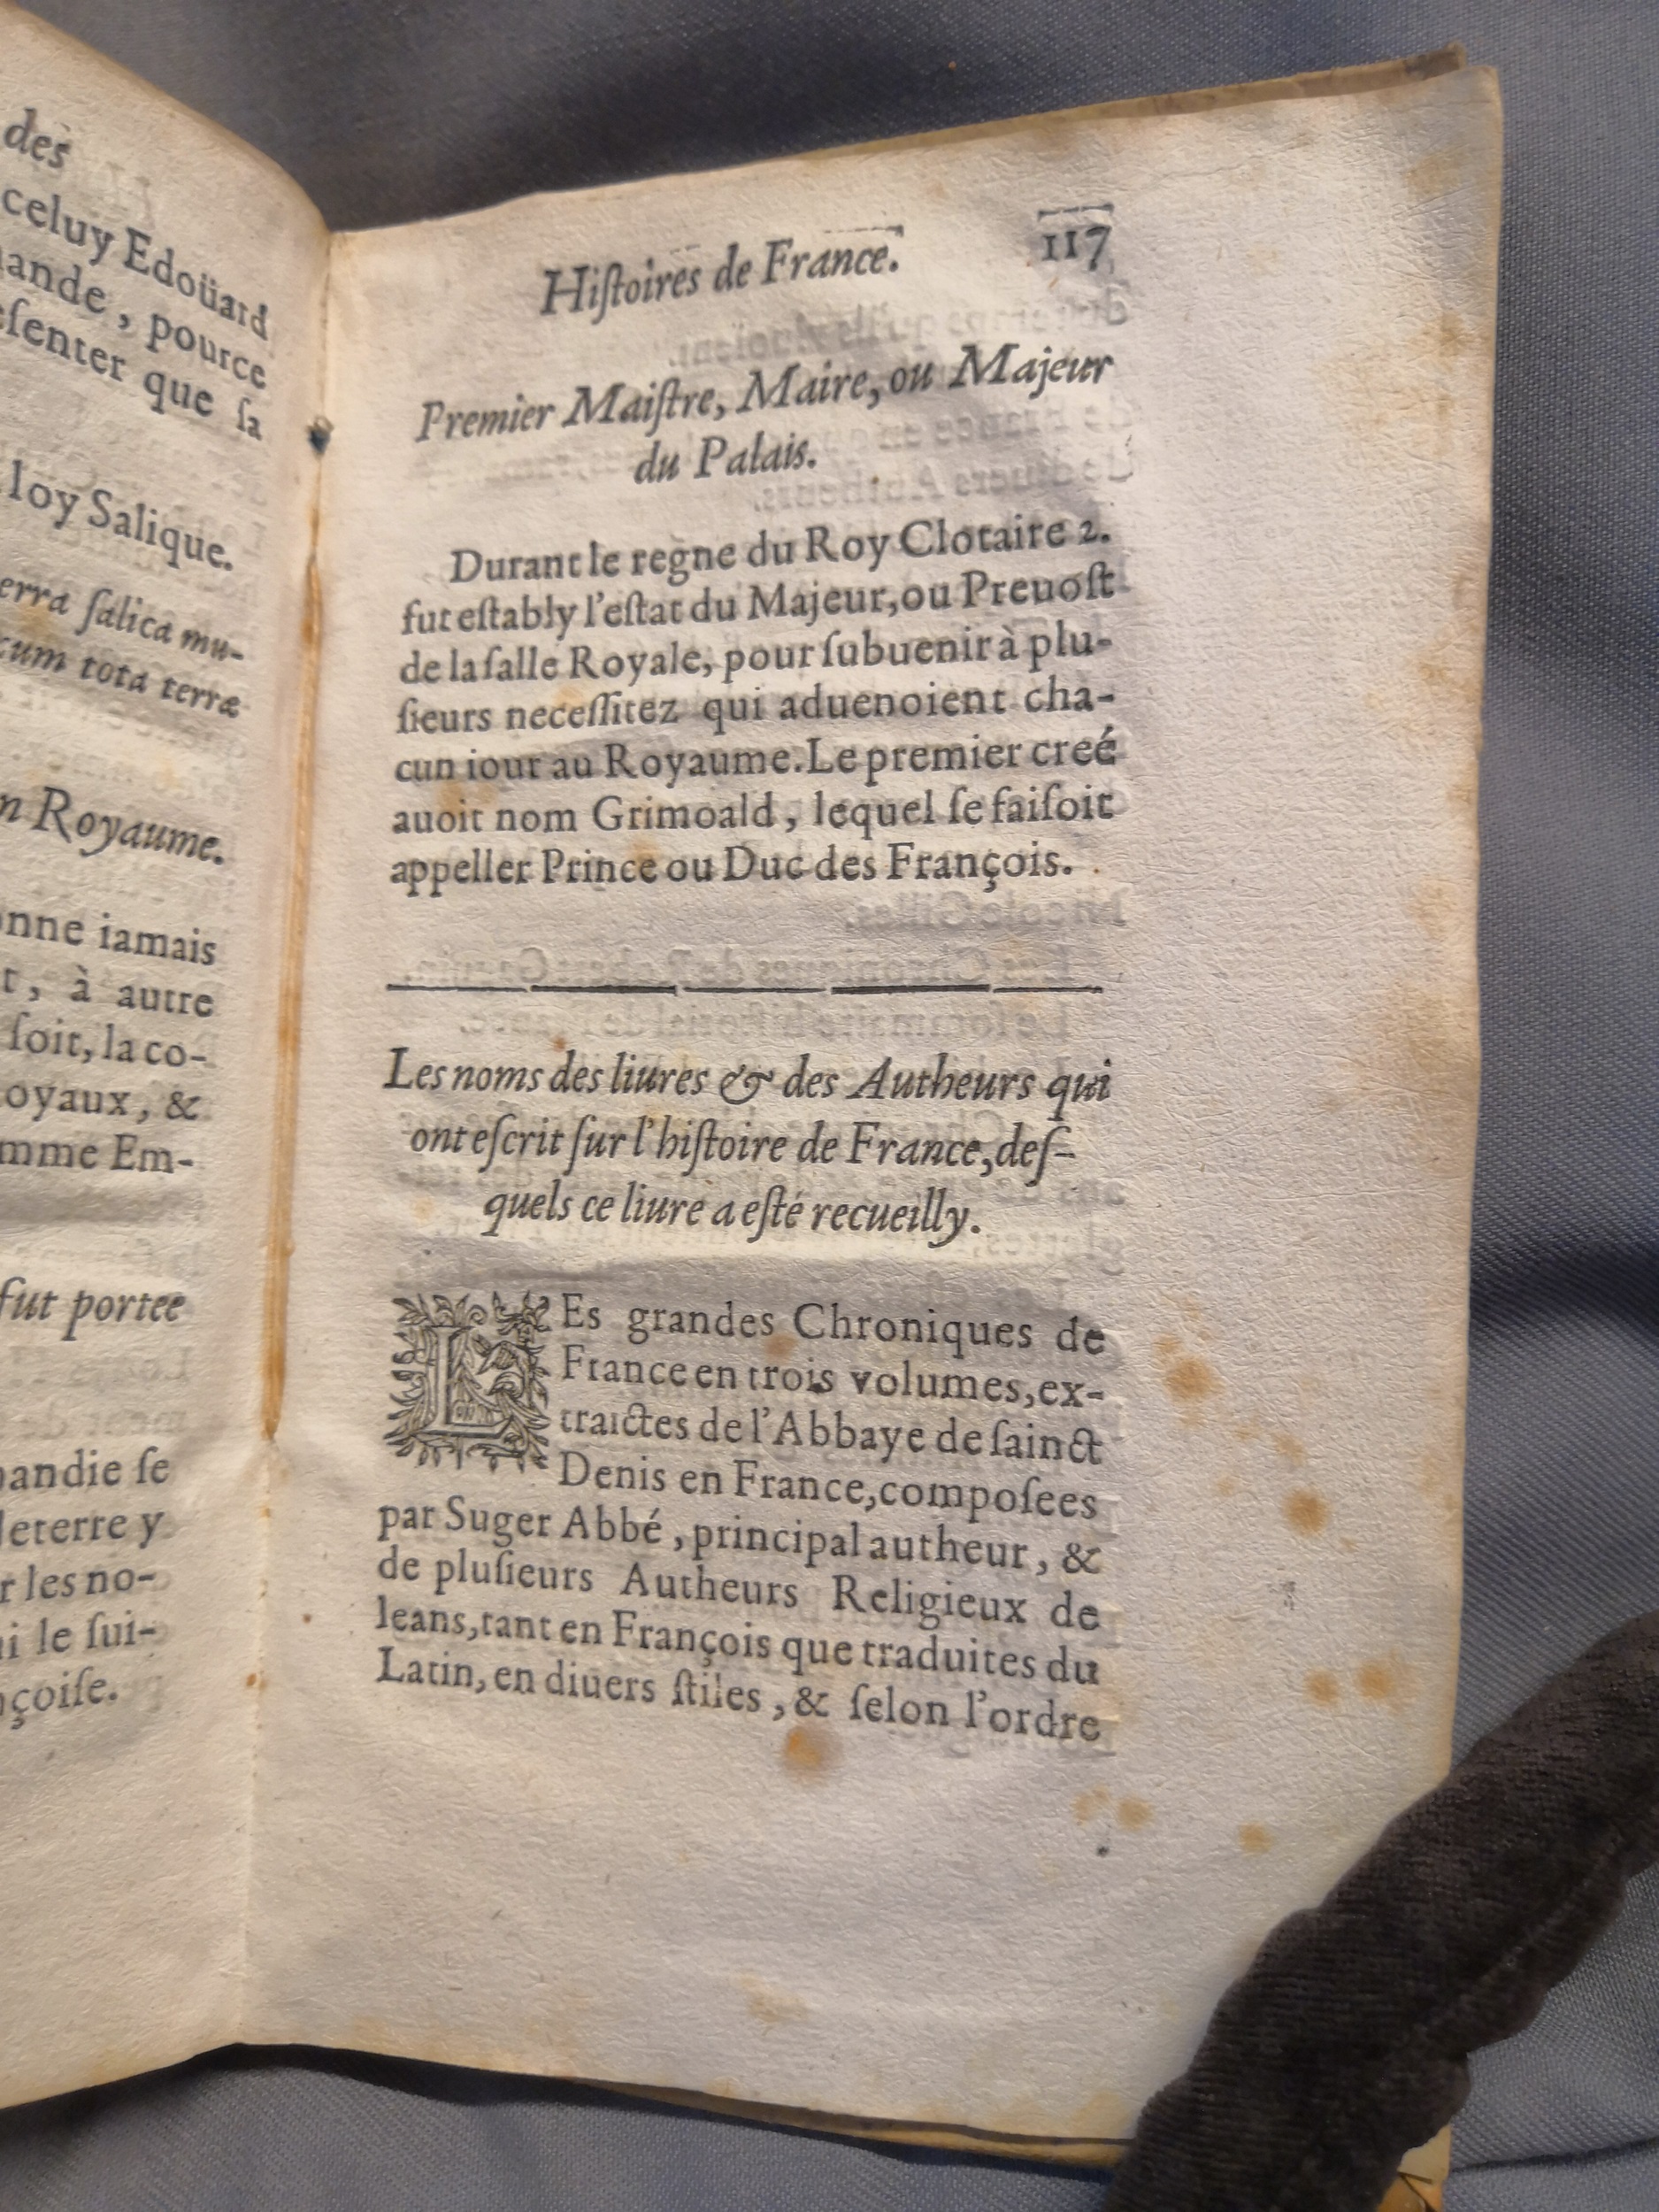 des
celuy Edoüard
ande, pource
eſenter que ſa
loy Salique.
erra ſalica mu-
cum tota terræ
n Royaume.
onne iamais
t, à autre
ſoit, la co-
oyaux, &
mme Em-
fut portee
andie ſe
leterre y
r les no-
i le ſui-
çoiſe.
Hiſtoires de France. 117
Premier Maiſtre, Maire, ou Majeur
du Palais.
Durant le regne du Roy Clotaire 2.
fut eſtably l'eſtat du Majeur, ou Preuoſt
de la ſalle Royale, pour ſubuenir à plu-
ſieurs neceſſitez qui aduenoient cha-
cun iour au Royaume. Le premier creé
auoit nom Grimoald, lequel ſe faiſoit
appeller Prince ou Duc des François.
Les noms des liures & des Autheurs qui
ont eſcrit ſur l'hiſtoire de France, deſ-
quels ce liure a eſté recueilly.
LEs grandes Chroniques de
France en trois volumes, ex-
traictes de l'Abbaye de ſainct
Denis en France, compoſees
par Suger Abbé, principal autheur, &
de pluſieurs Autheurs Religieux de
leans, tant en François que traduites du
Latin, en diuers ſtiles, & ſelon l'ordre